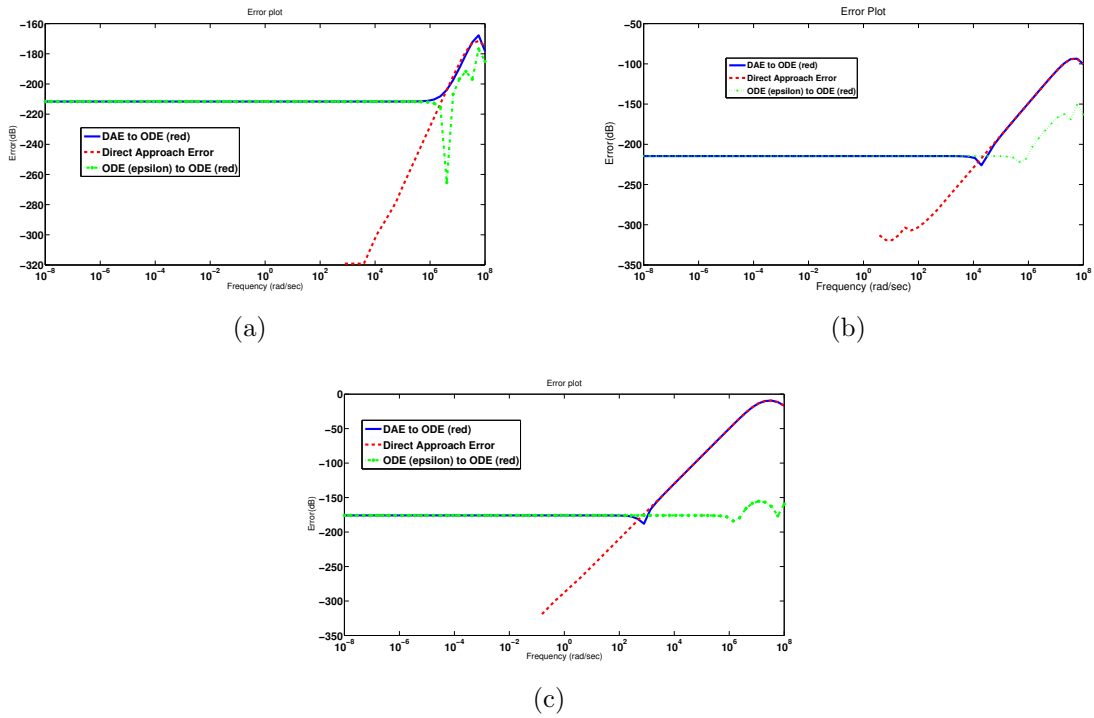 Error plot
−160
−180
−200
−220
−240
−260
−280
−300
−320
Error(dB)
DAE to ODE (red)
Direct Approach Error
ODE (epsilon) to ODE (red)
10^−8 10^−6 10^−4 10^−2 10^0 10^2 10^4 10^6 10^8
Frequency (rad/sec)
(a)
Error Plot
−50
−100
−150
−200
−250
−300
−350
Error(dB)
DAE to ODE (red)
Direct Approach Error
ODE (epsilon) to ODE (red)
10^−8 10^−6 10^−4 10^−2 10^0 10^2 10^4 10^6 10^8
Frequency (rad/sec)
(b)
Error plot
0
−50
−100
−150
−200
−250
−300
−350
Error(dB)
DAE to ODE (red)
Direct Approach Error
ODE (epsilon) to ODE (red)
10^−8 10^−6 10^−4 10^−2 10^0 10^2 10^4 10^6 10^8
Frequency (rad/sec)
(c)